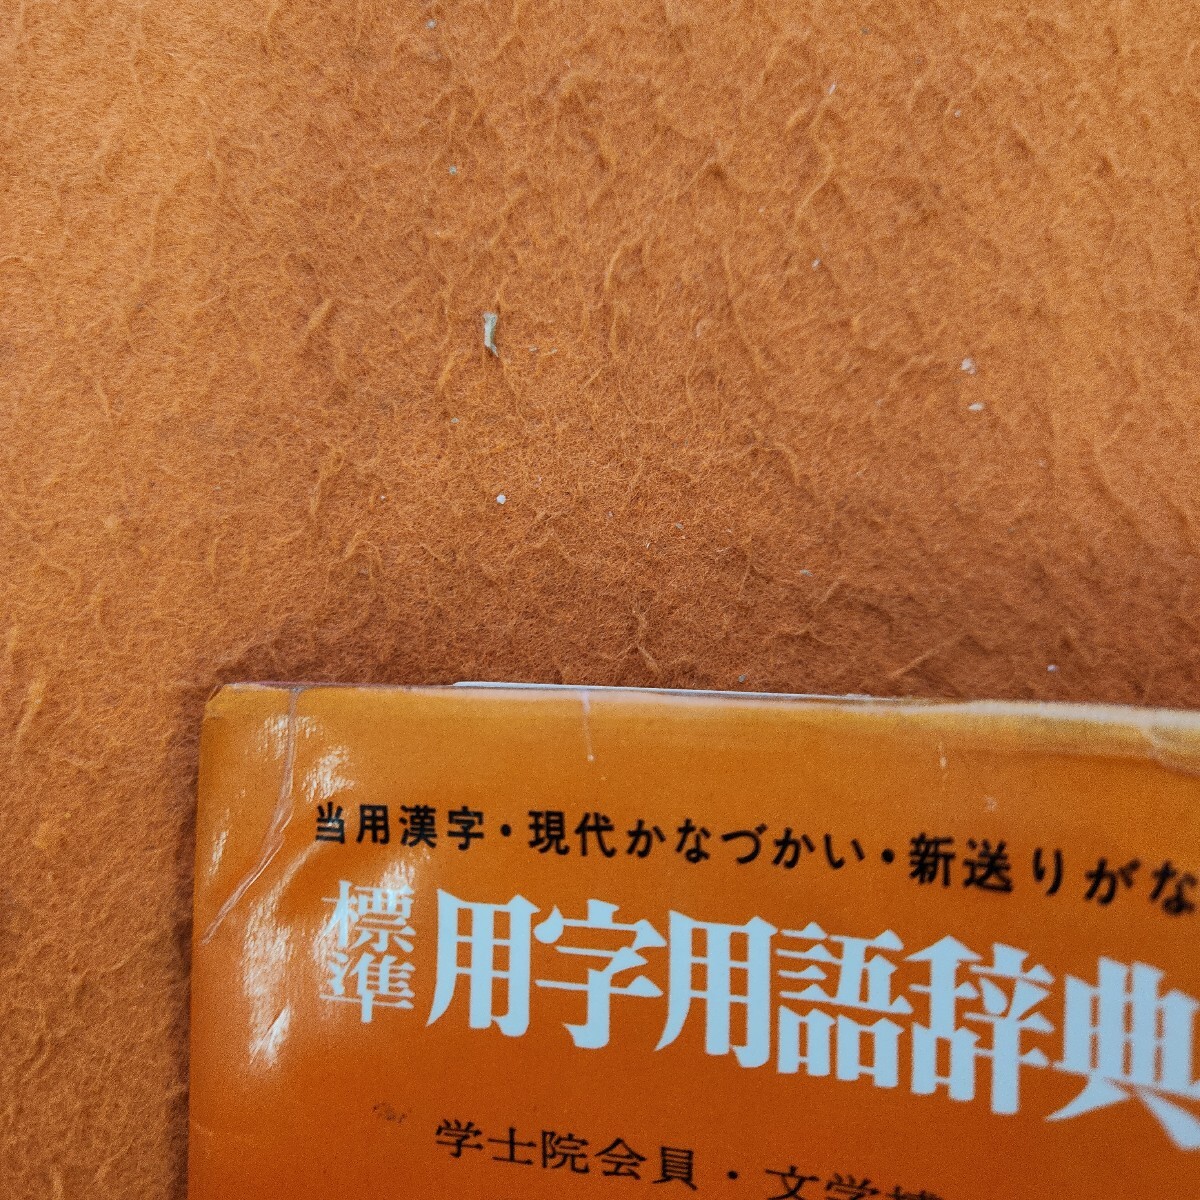 当用漢字・現代かなづかい・新送りがな
標準 用字用語辞典
学士院会員・文学博